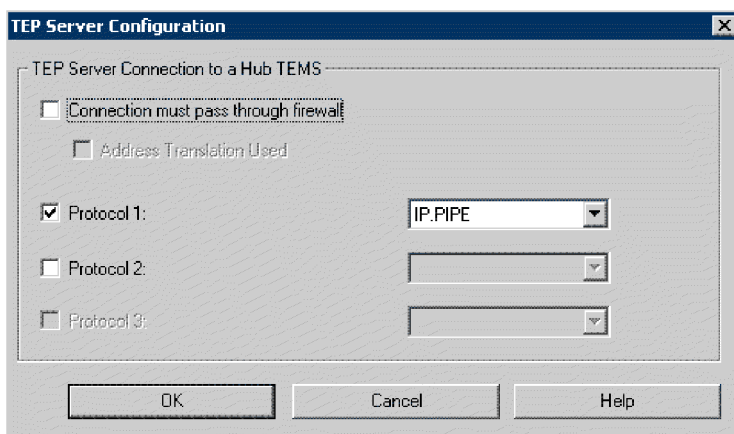 TEP Server Configuration
TEP Server Connection to a Hub TEMS
Connection must pass through firewall
Address Translation Used
Protocol 1:
IP.PIPE
Protocol 2:
Protocol 3:
OK
Cancel
Help